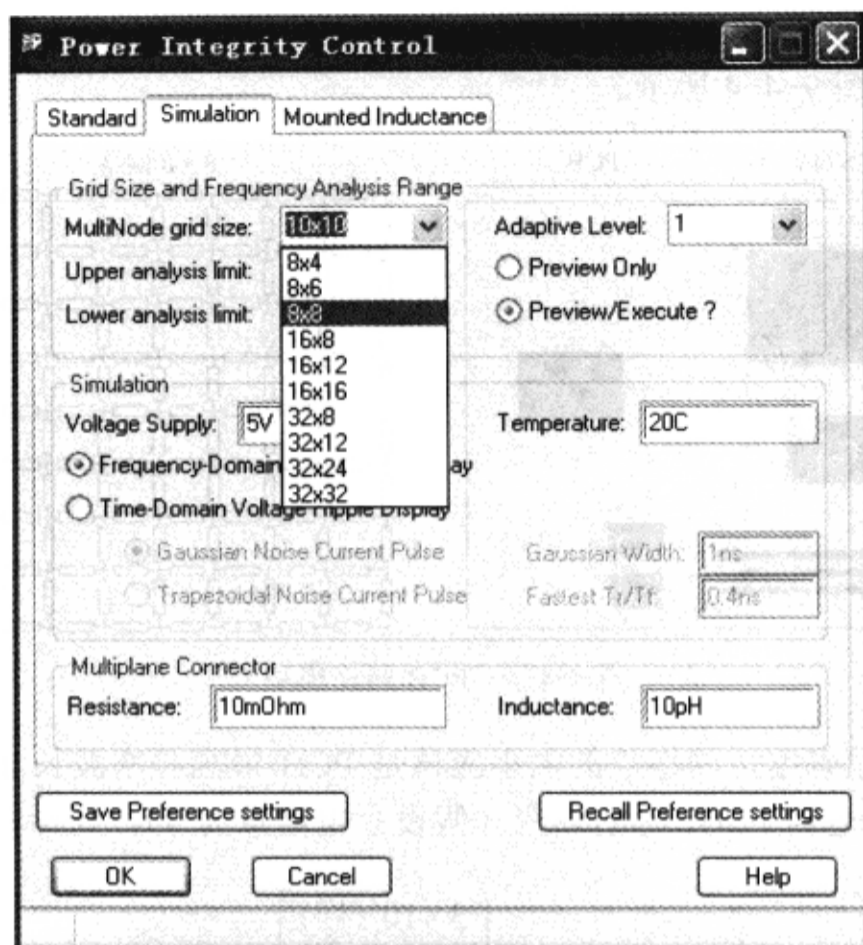 Power Integrity Control
Standard Simulation Mounted Inductance
Grid Size and Frequency Analysis Range
MultiNode grid size: 10x10
Adaptive Level: 1
8x4
Upper analysis limit:
Preview Only
8x6
Lower analysis limit:
8x8
Preview/Execute ?
16x8
16x12
Simulation
16x16
Voltage Supply: 5V
32x8
Temperature: 20C
32x12
Frequency-Domain
ay
32x24
32x32
Time-Domain Voltage Ripple Display
Gaussian Noise Current Pulse Gaussian Width: 1ns
Trapezoidal Noise Current Pulse Fastest Tr/Tf: 0.4ns
Multiplane Connector
Resistance: 10mOhm Inductance: 10pH
Save Preference settings Recall Preference settings
OK Cancel Help